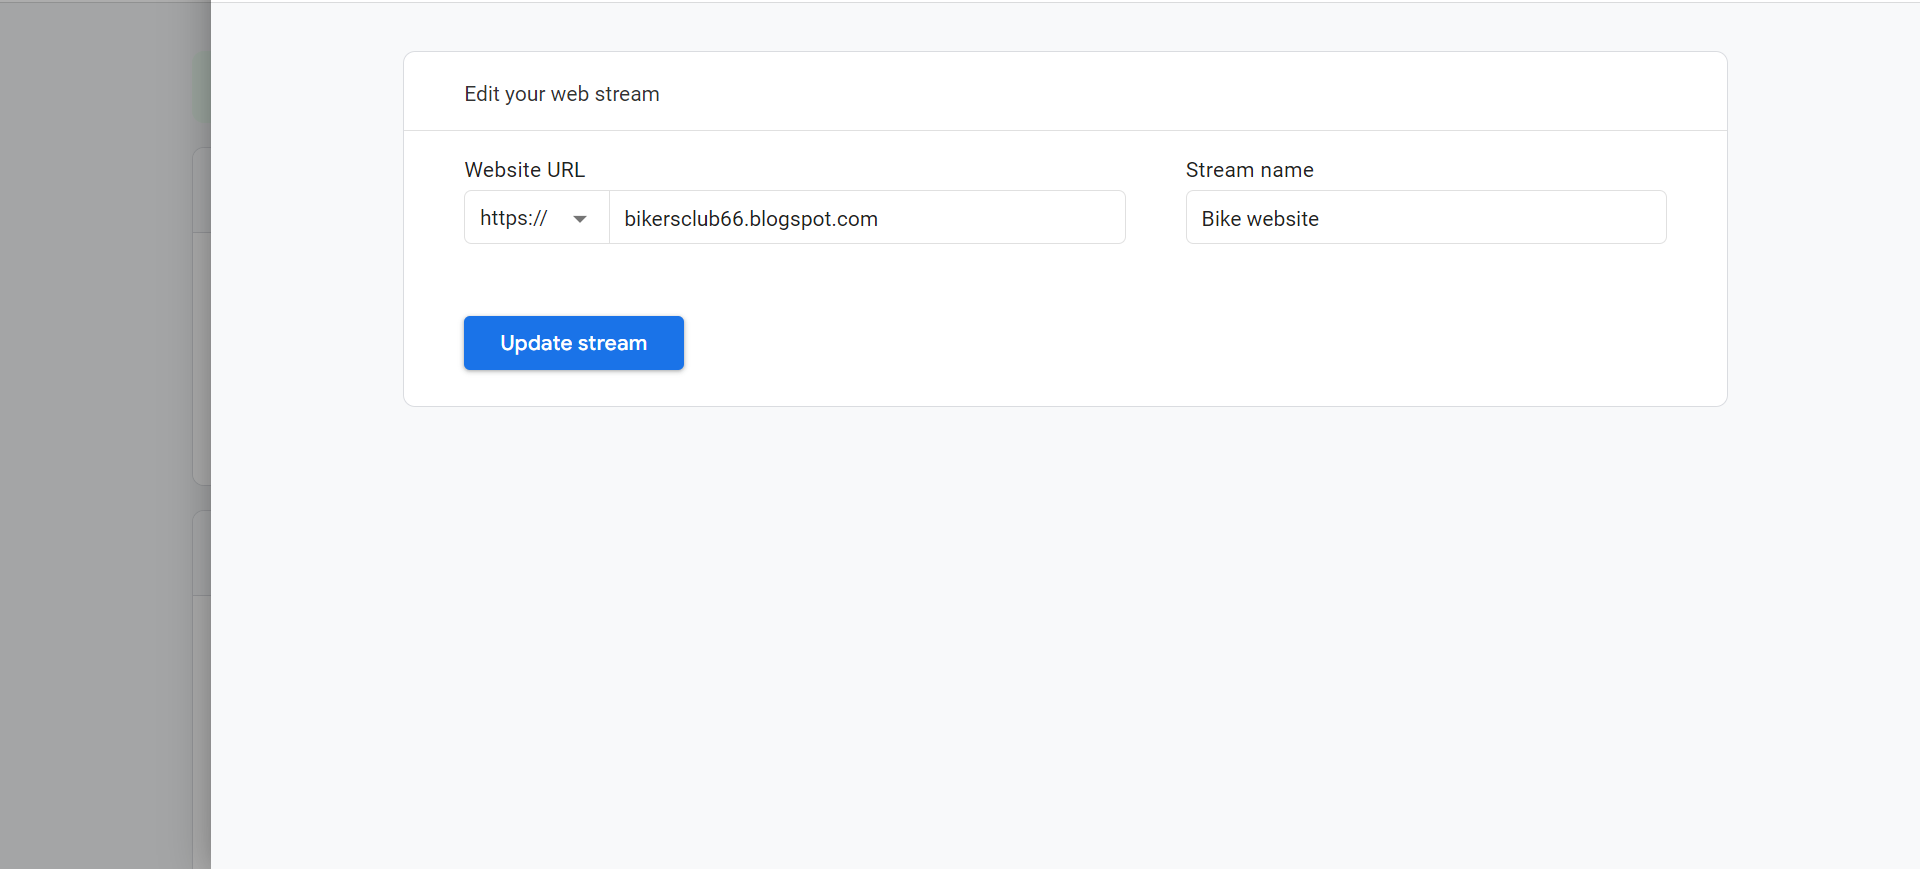 Edit your web stream
Website URL
Stream name
https://
bikersclub66.blogspot.com
Bike website
Update stream